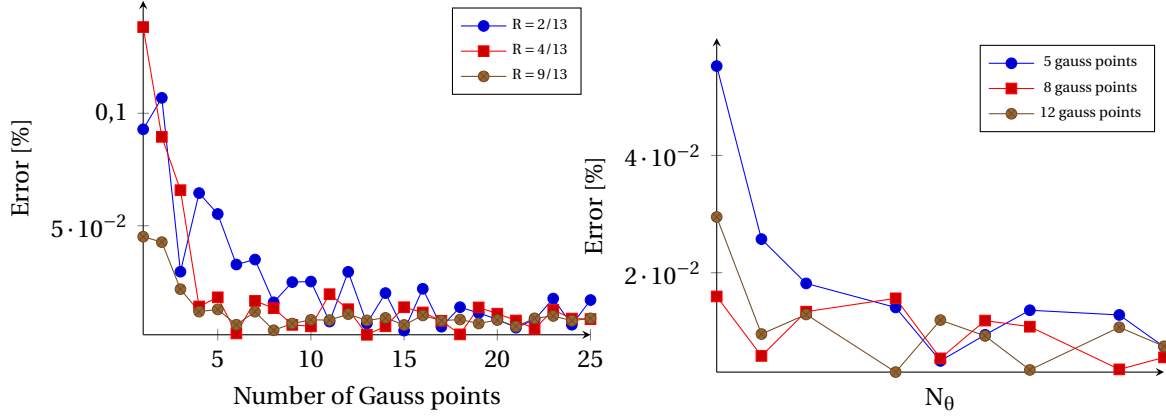 R = 2/13
R = 4/13
R = 9/13
0,1
5 · 10⁻²
Error [%]
5
10
15
20
25
Number of Gauss points
5 gauss points
8 gauss points
12 gauss points
4 · 10⁻²
2 · 10⁻²
Error [%]
N_θ